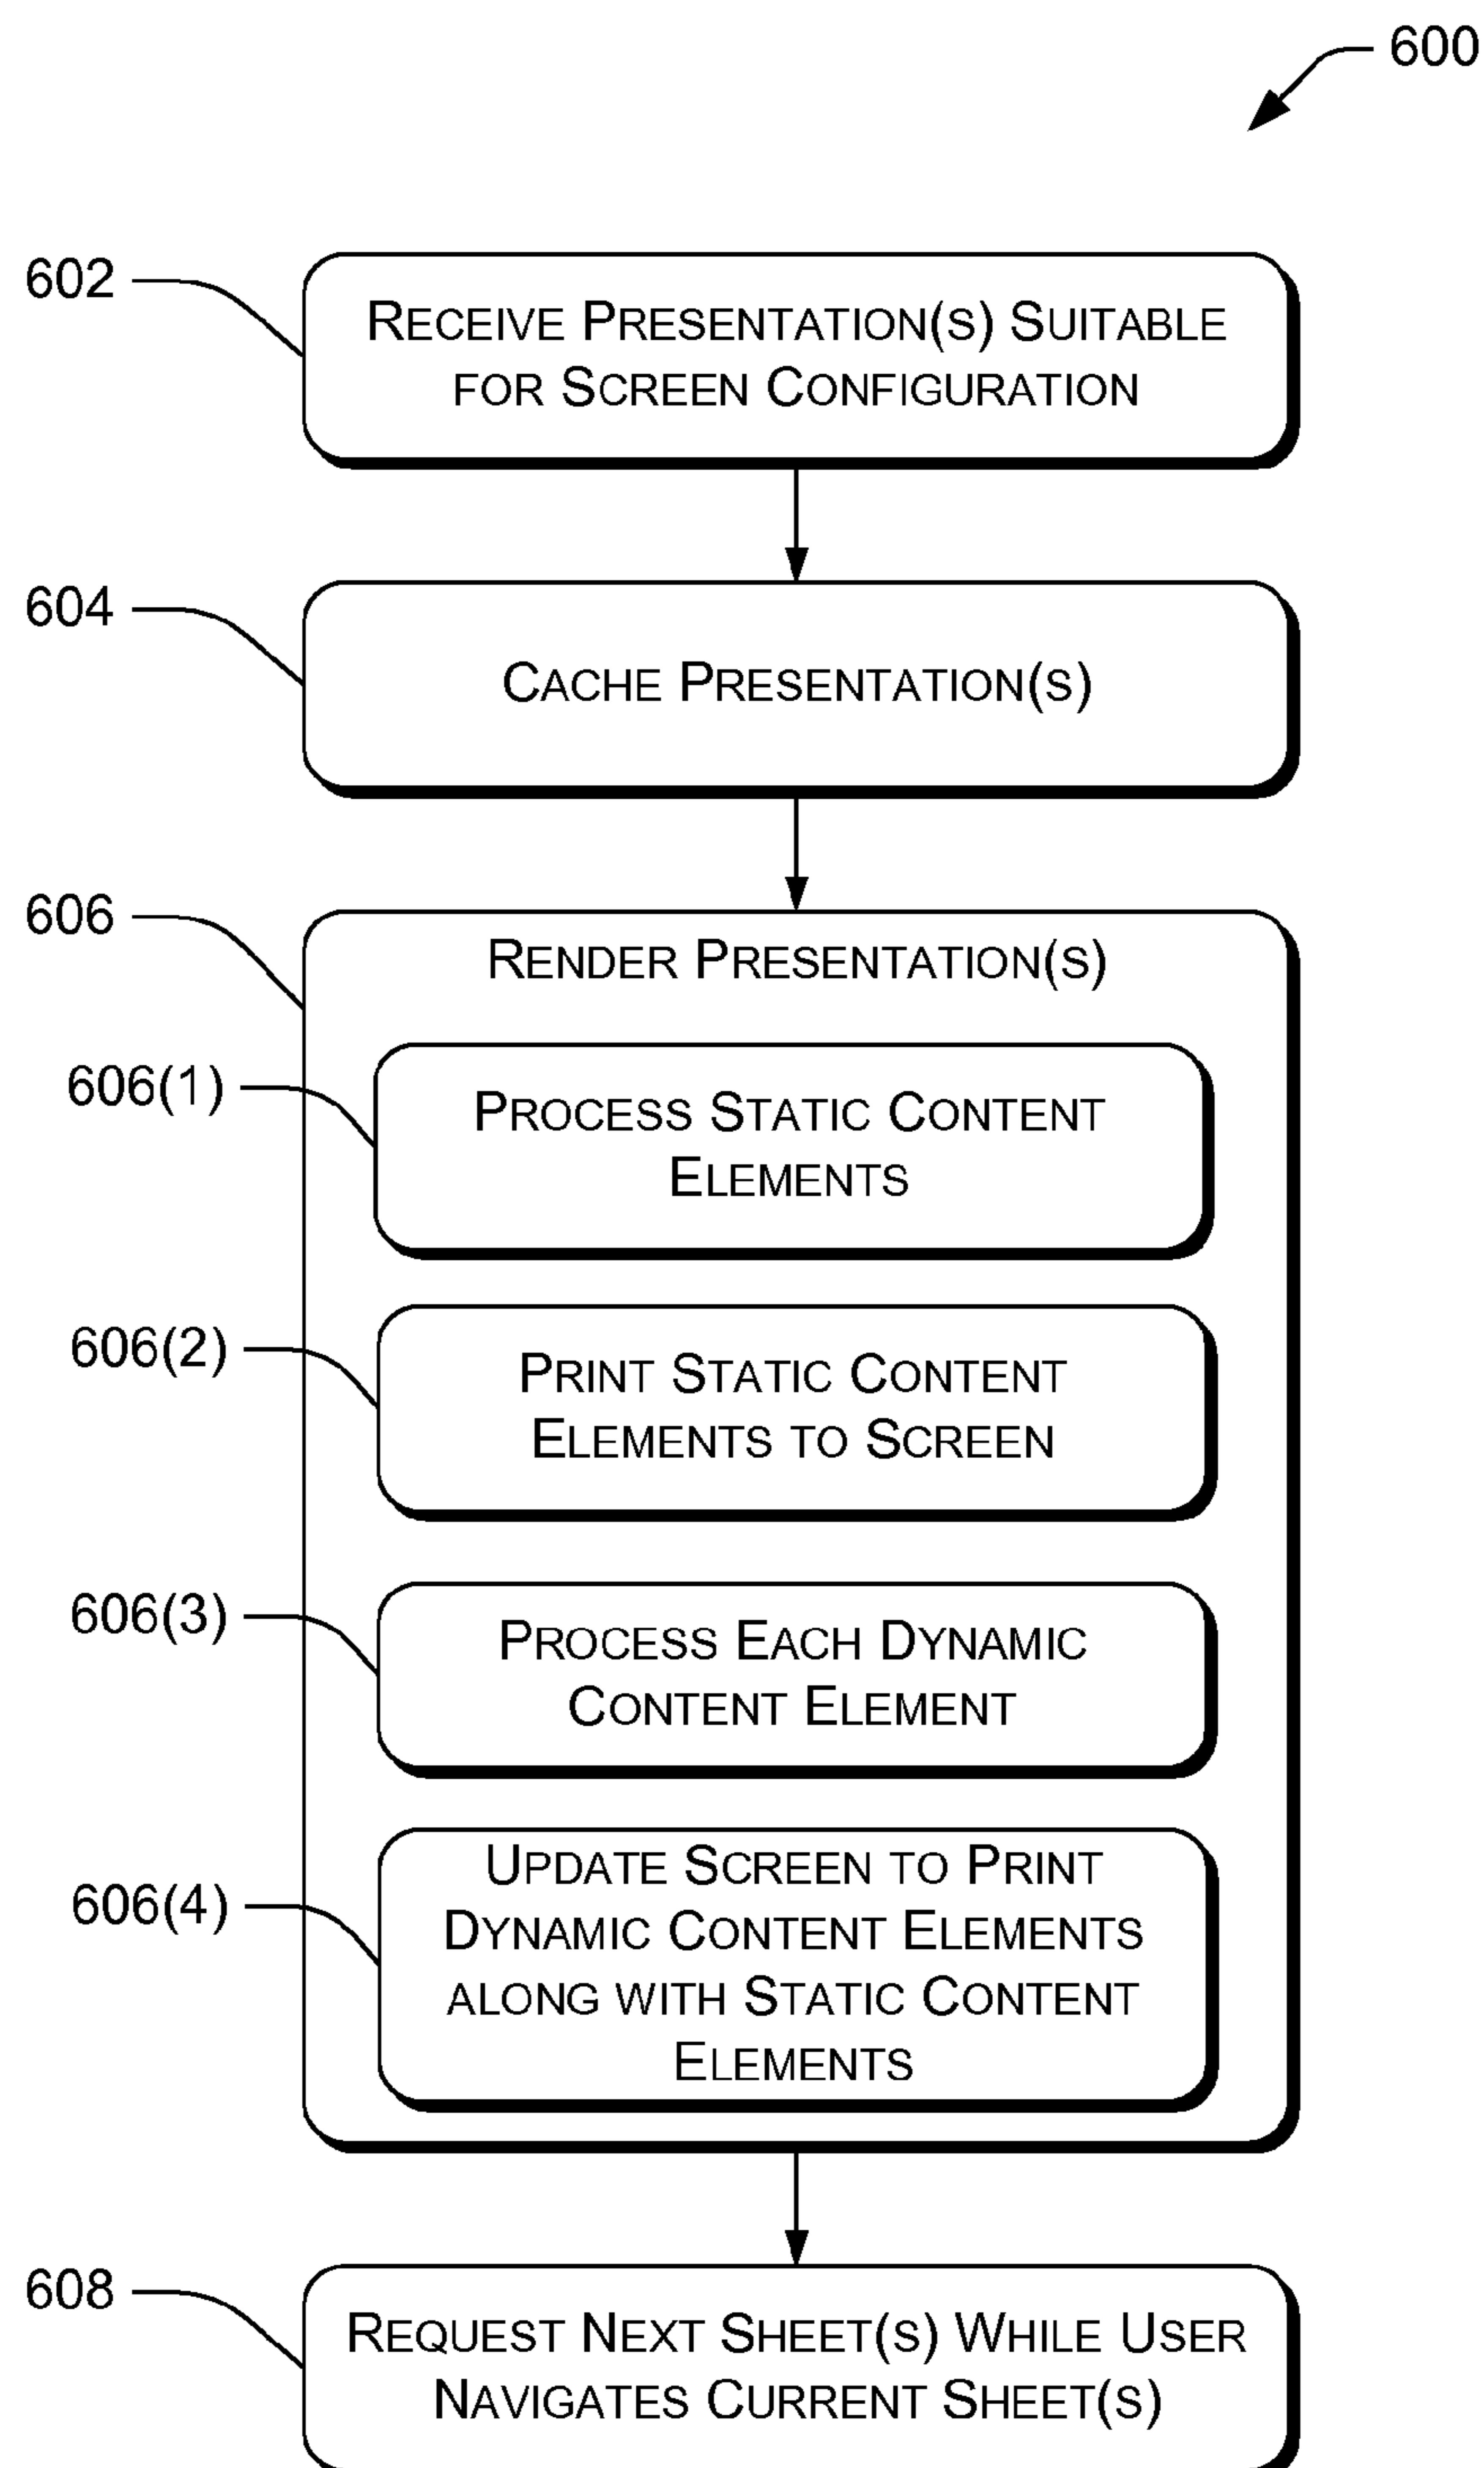 600
602
RECEIVE PRESENTATION(S) SUITABLE
FOR SCREEN CONFIGURATION
604
CACHE PRESENTATION(S)
606
RENDER PRESENTATION(S)
606(1)
PROCESS STATIC CONTENT
ELEMENTS
606(2)
PRINT STATIC CONTENT
ELEMENTS TO SCREEN
606(3)
PROCESS EACH DYNAMIC
CONTENT ELEMENT
606(4)
UPDATE SCREEN TO PRINT
DYNAMIC CONTENT ELEMENTS
ALONG WITH STATIC CONTENT
ELEMENTS
608
REQUEST NEXT SHEET(S) WHILE USER
NAVIGATES CURRENT SHEET(S)